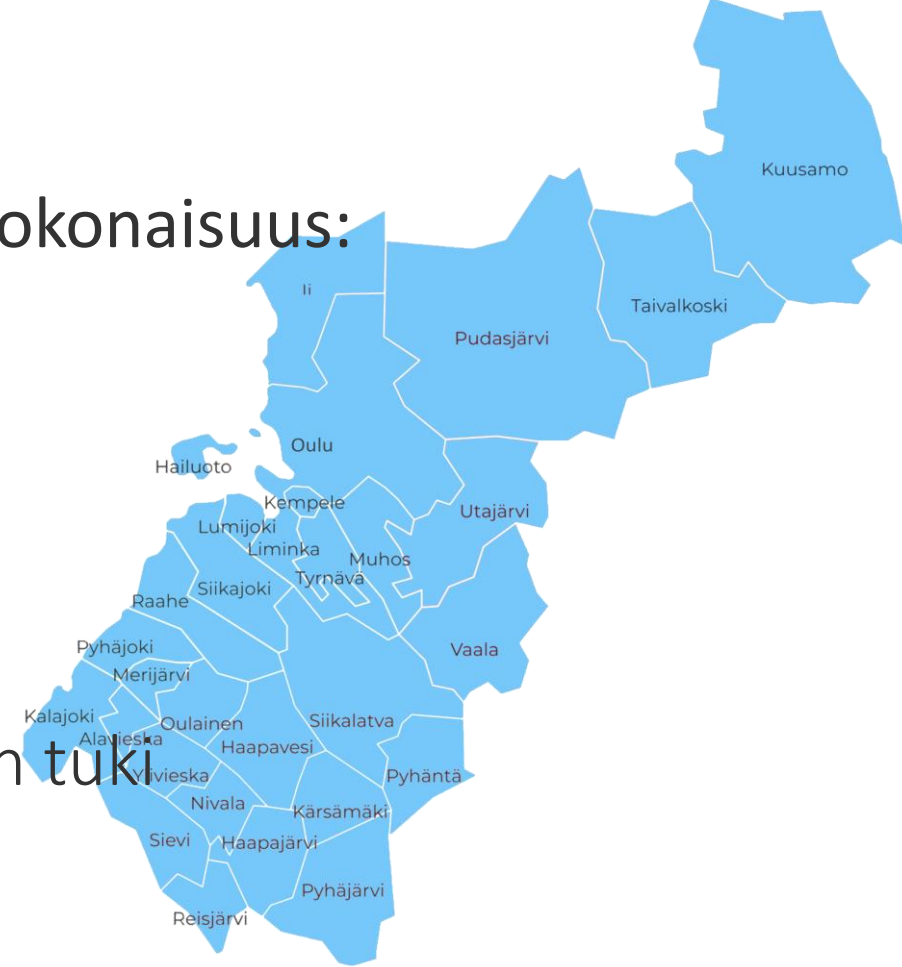 Kuusamo
okonaisuus:
Ii
Taivalkoski
Pudasjärvi
Oulu
Hailuoto
Kempele
Utajärvi
Lumijoki
Liminka
Muhos
Tyrnävä
Siikajoki
Raahe
Pyhäjoki
Vaala
Merijärvi
Kalajoki
Oulainen
Siikalatva
Alavieska
Haapavesi
n tuki
Ylivieska
Pyhäntä
Nivala
Kärsämäki
Sievi
Haapajärvi
Pyhäjärvi
Reisjärvi